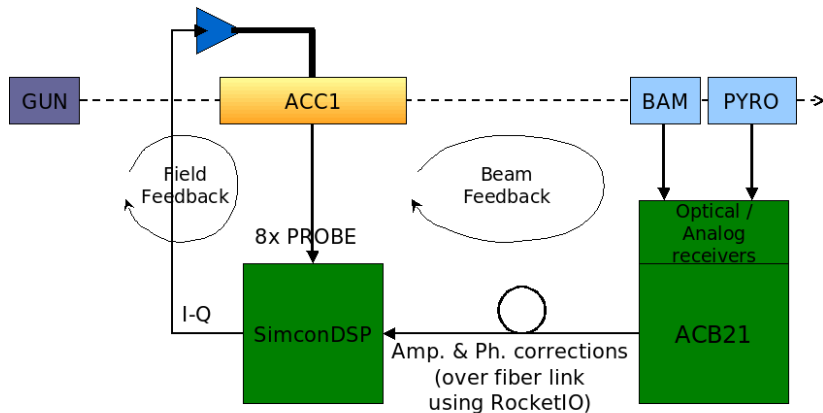 GUN
ACC1
BAM
PYRO
Field
Feedback
Beam
Feedback
8x PROBE
Optical /
Analog
receivers
I-Q
SimconDSP
ACB21
Amp. & Ph. corrections
(over fiber link
using RocketIO)